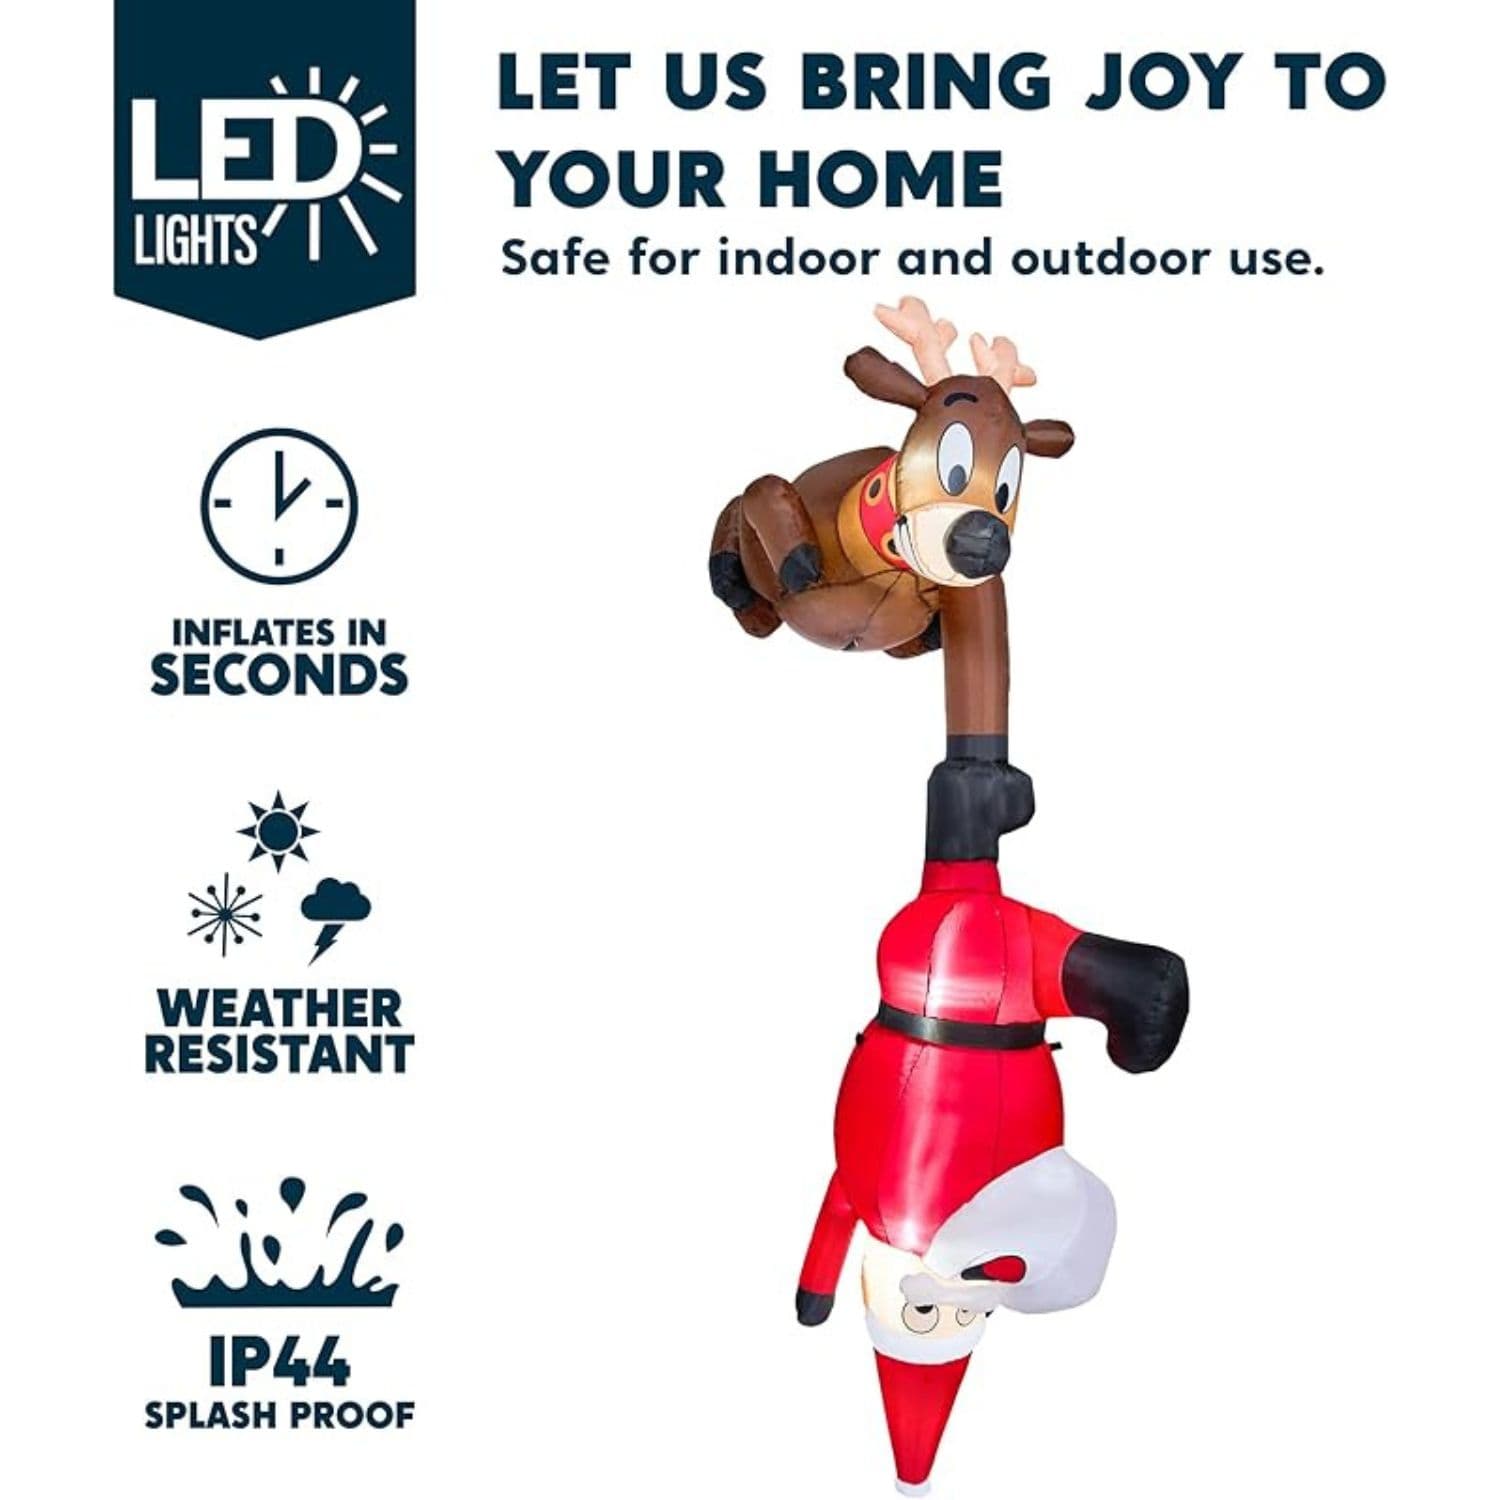 LED
LIGHTS
LET US BRING JOY TO
YOUR HOME
Safe for indoor and outdoor use.
INFLATES IN
SECONDS
WEATHER
RESISTANT
IP44
SPLASH PROOF